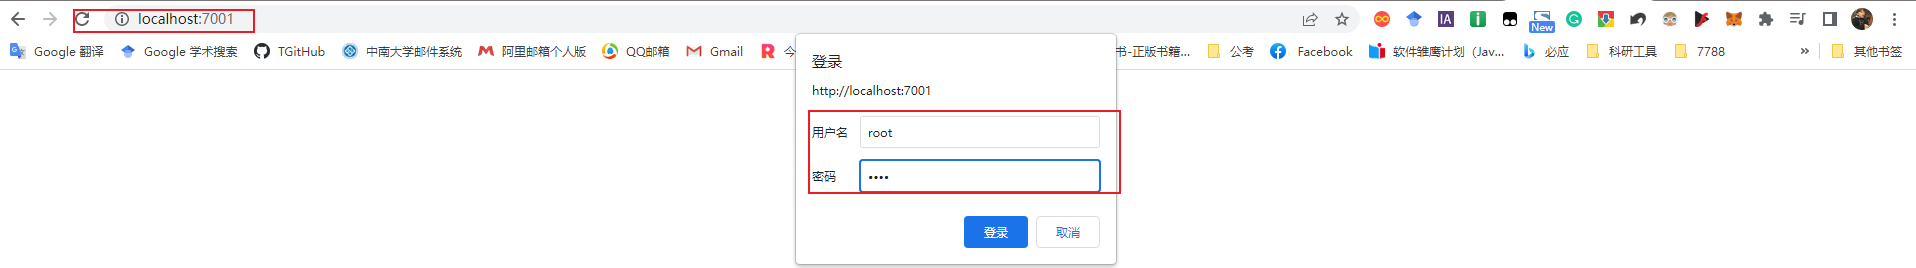 localhost:7001
New
Google 翻译 Google 学术搜索 TGitHub 中南大学邮件系统 阿里邮箱个人版 QQ邮箱 Gmail 今 书-正版书籍... 公考 Facebook 软件雏鹰计划（Jav... 必应 科研工具 7788 » 其他书签
登录
http://localhost:7001
用户名 root
密码 ••••
登录 取消